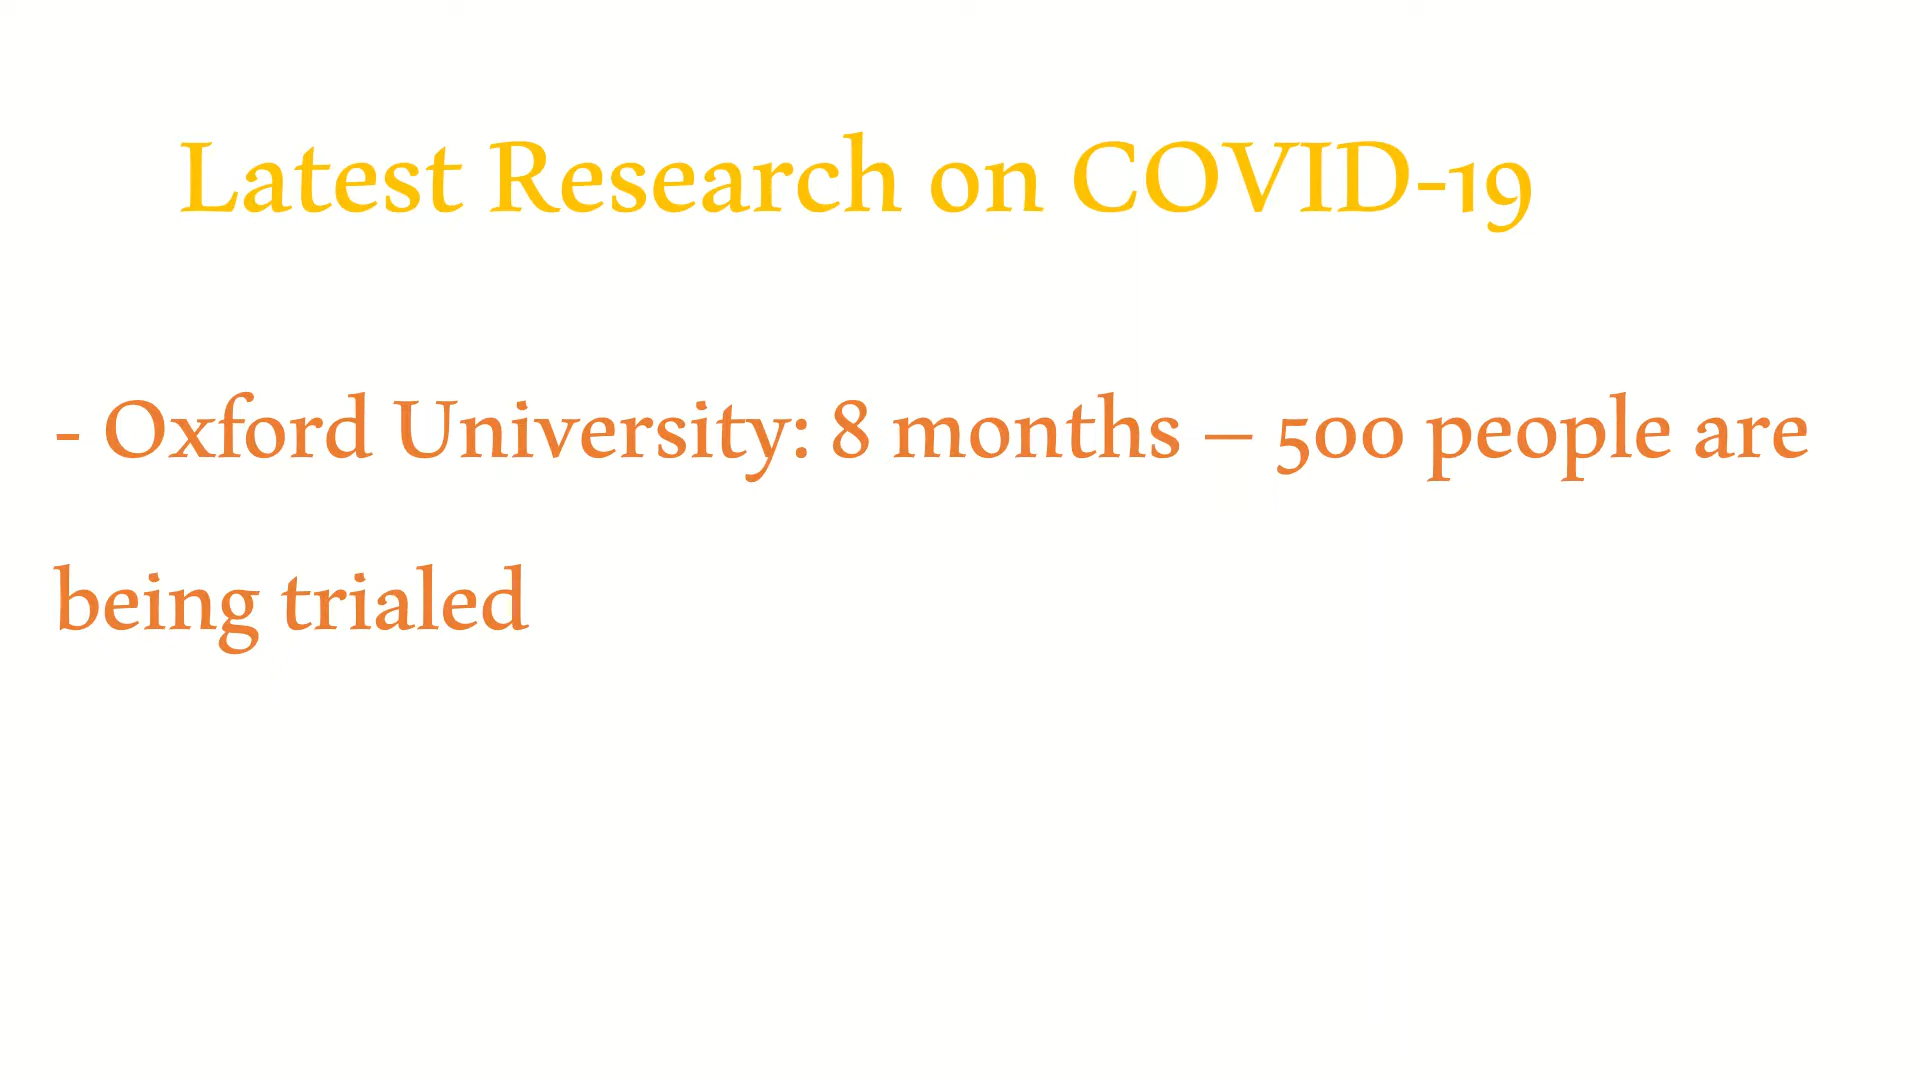 Latest Research on COVID-19
- Oxford University: 8 months – 500 people are
being trialed